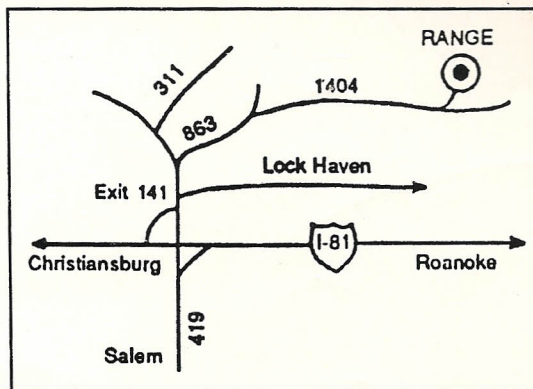 RANGE
311
1404
863
Lock Haven
Exit 141
I-81
Christiansburg
Roanoke
419
Salem